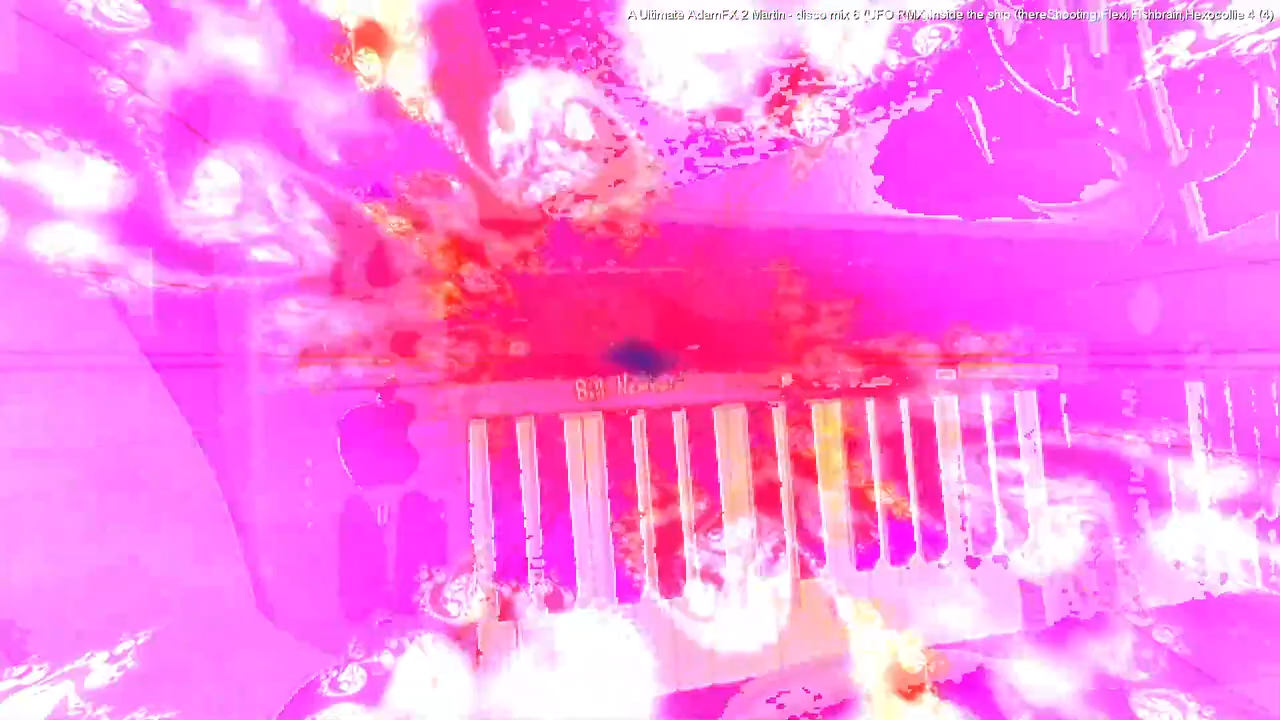 A Ultimate AdamFX 2 Martin - disco mix 6 (UFO RMX,Inside the ship (thereShooting,Flexi,Fishbrain,Hexocollie 4 (4)